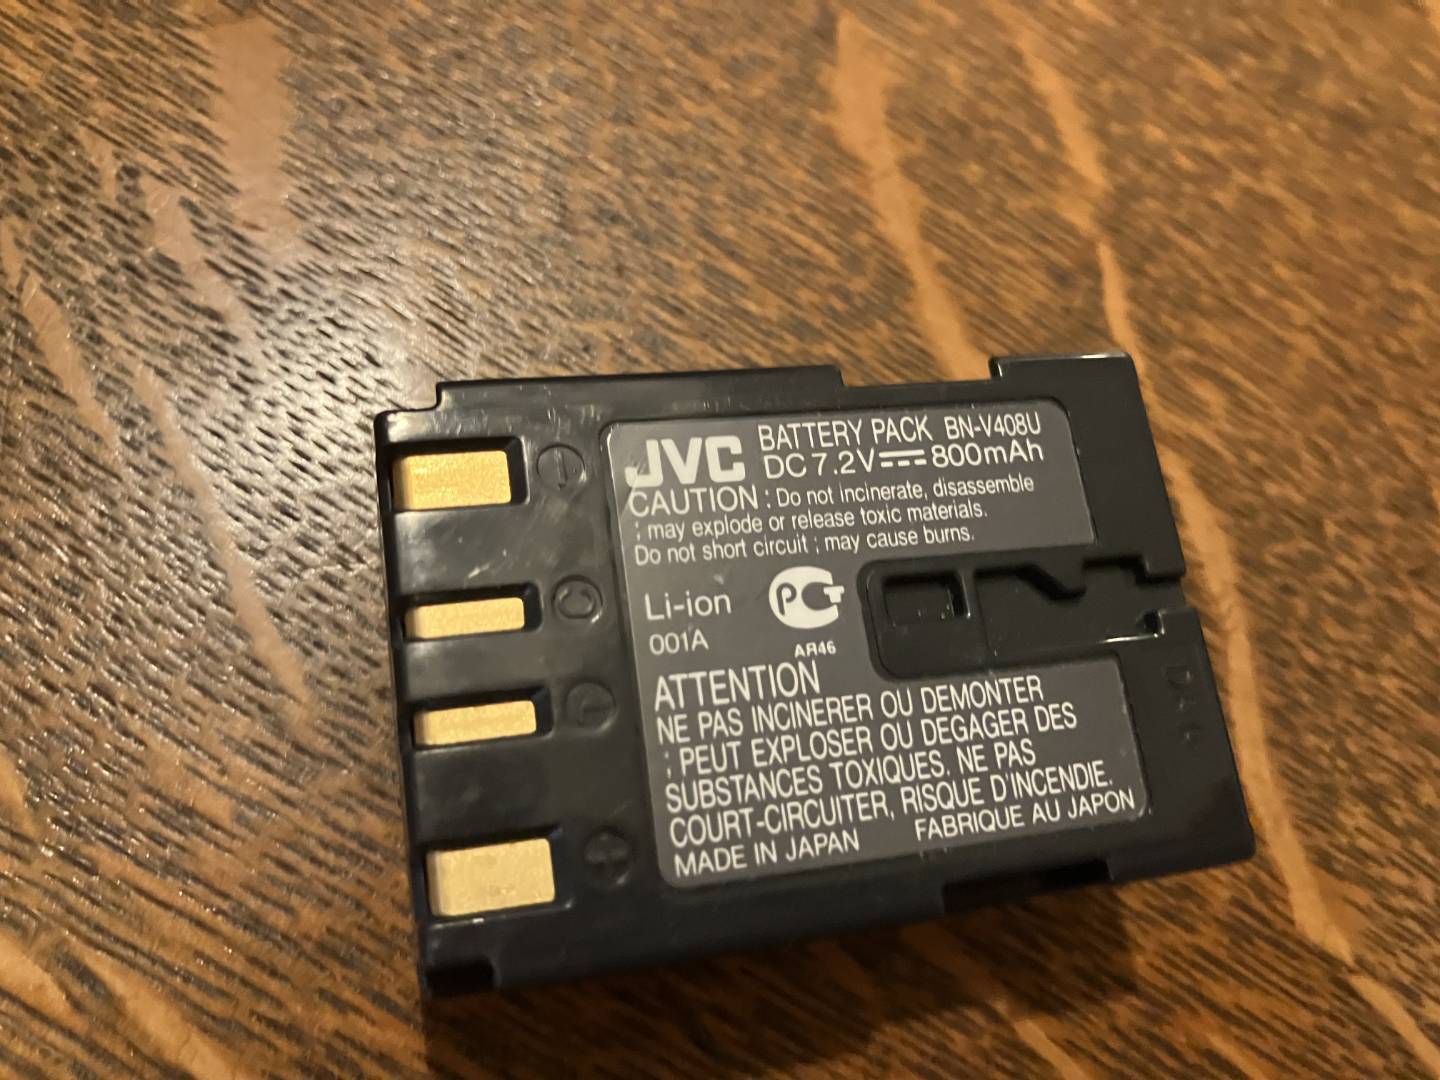 JVC BATTERY PACK BN-V408U
DC 7.2V 800mAh
CAUTION : Do not incinerate, disassemble
; may explode or release toxic materials.
Do not short circuit ; may cause burns.
Li-ion
001A
PCT
AR46
ATTENTION
NE PAS INCINERER OU DEMONTER
; PEUT EXPLOSER OU DEGAGER DES
SUBSTANCES TOXIQUES. NE PAS
COURT-CIRCUITER, RISQUE D'INCENDIE.
MADE IN JAPAN FABRIQUE AU JAPON